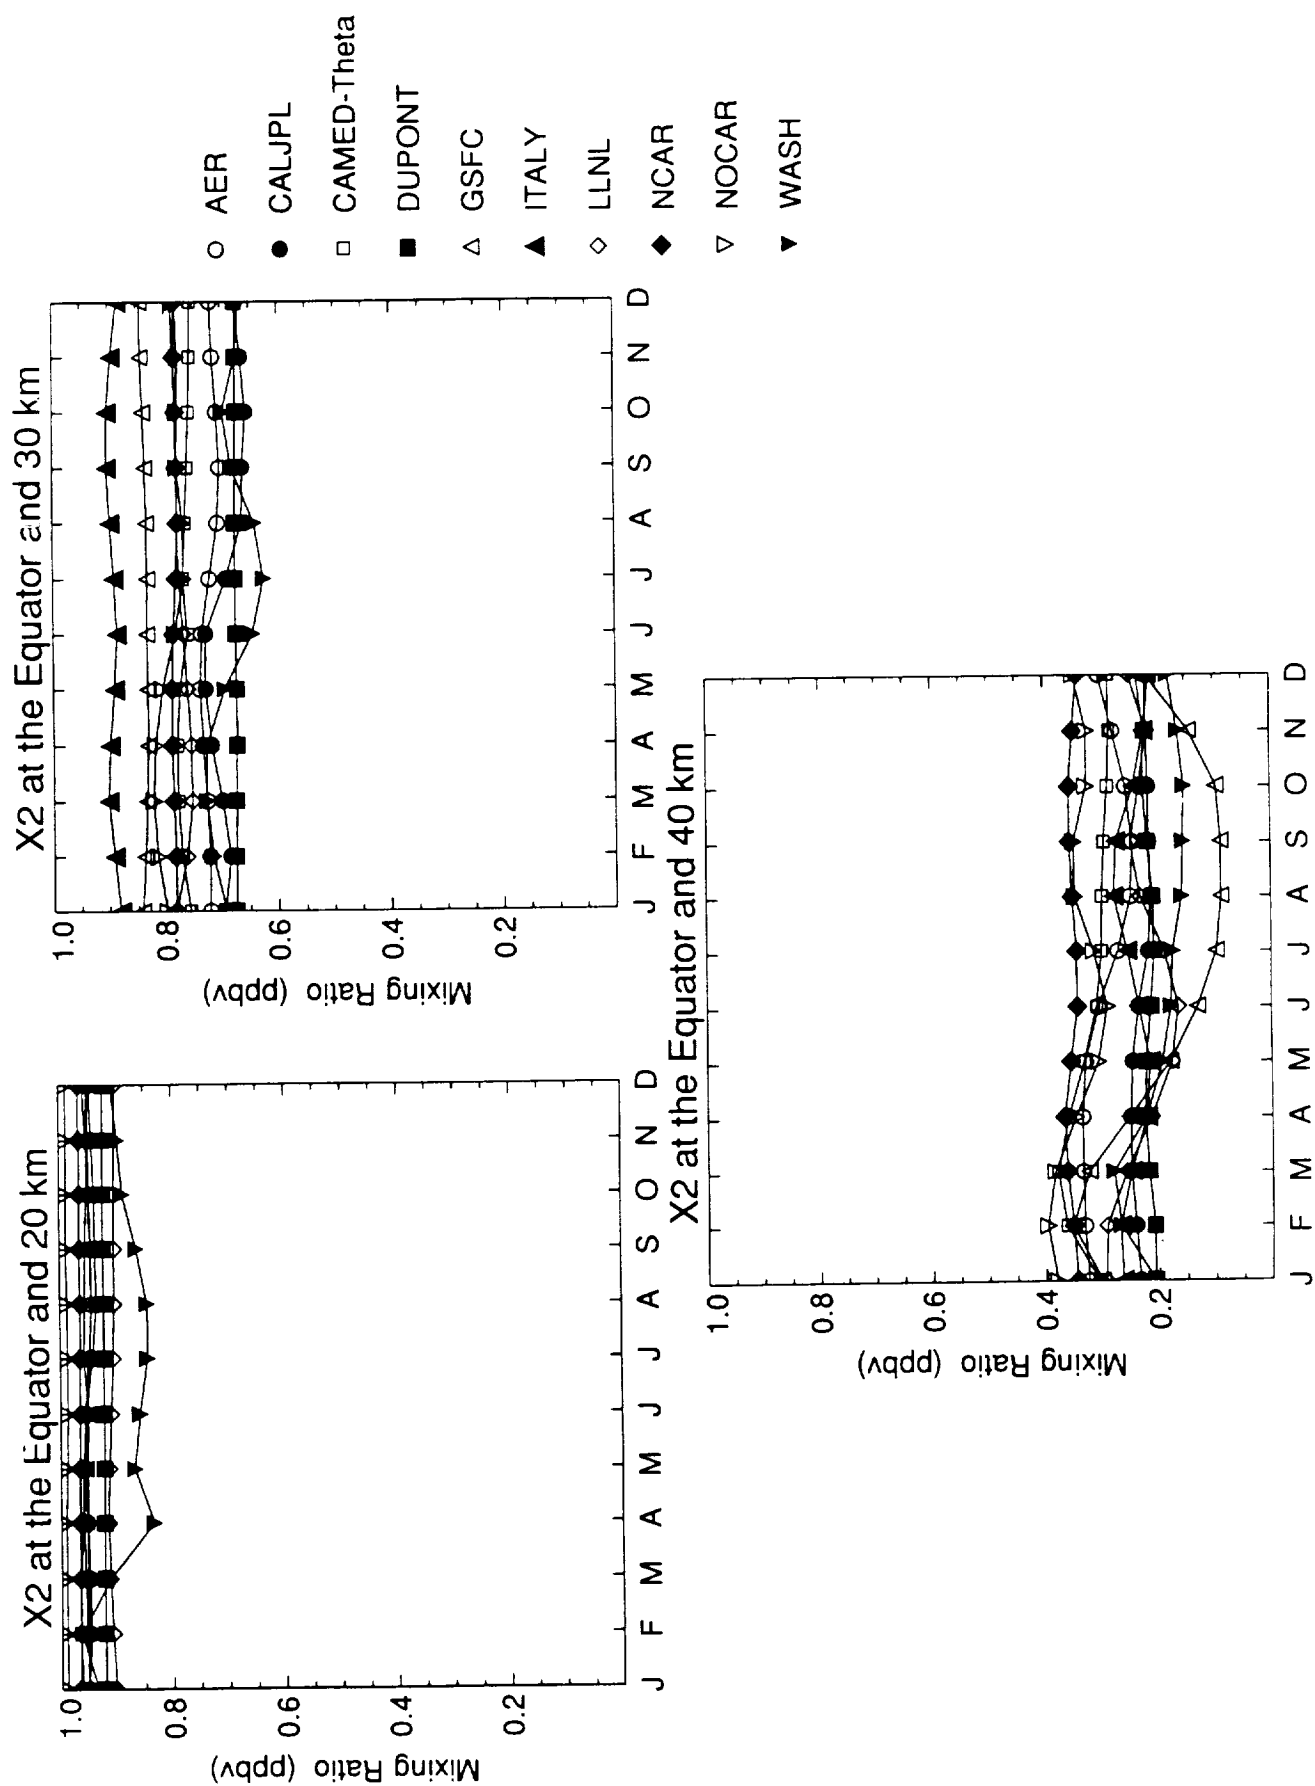 X2 at the Equator and 20 km
Mixing Ratio (ppbv)
1.0
0.8
0.6
0.4
0.2
J F M A M J J A S O N D
X2 at the Equator and 30 km
Mixing Ratio (ppbv)
1.0
0.8
0.6
0.4
0.2
J F M A M J J A S O N D
AER
CALJPL
CAMED-Theta
DUPONT
GSFC
ITALY
LLNL
NCAR
NOCAR
WASH
X2 at the Equator and 40 km
Mixing Ratio (ppbv)
1.0
0.8
0.6
0.4
0.2
J F M A M J J A S O N D